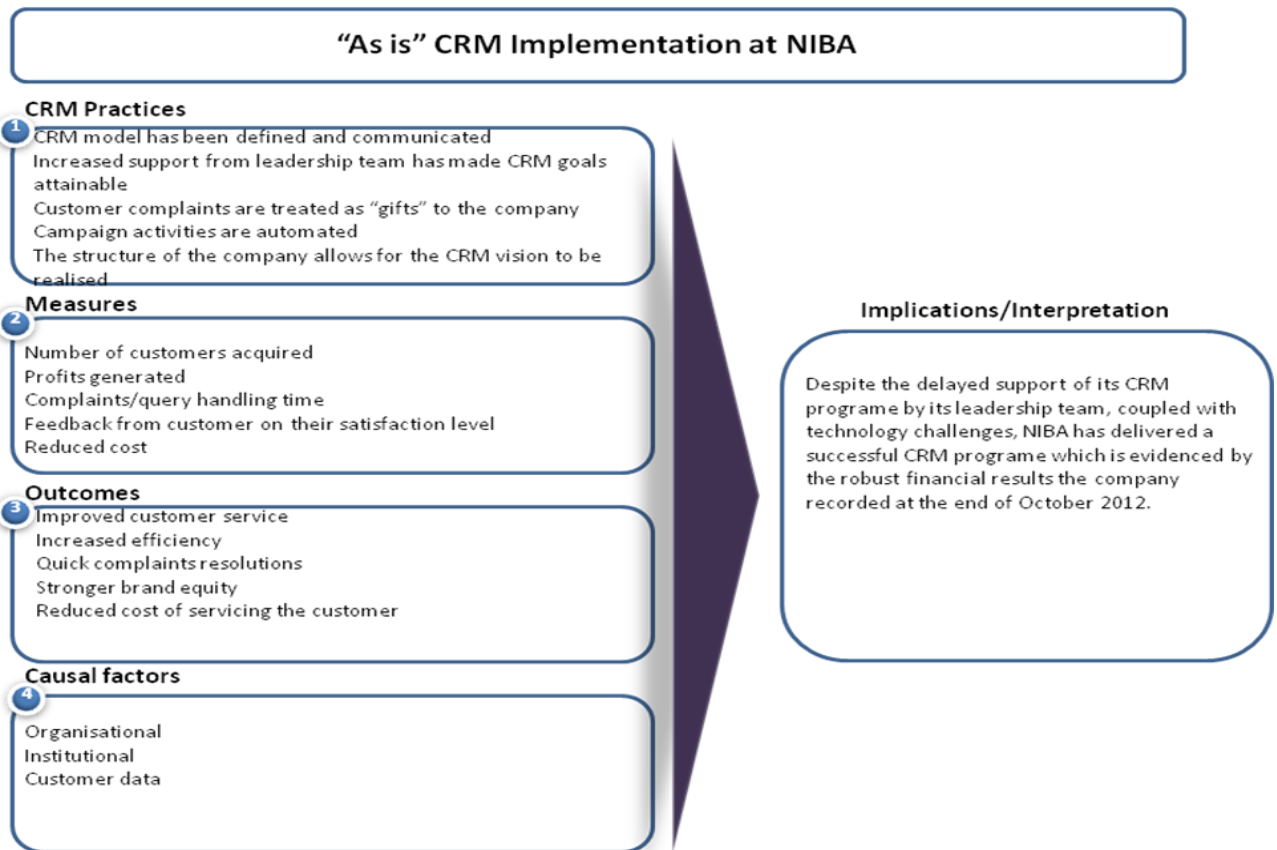 “As is” CRM Implementation at NIBA
CRM Practices
1
CRM model has been defined and communicated
Increased support from leadership team has made CRM goals
attainable
Customer complaints are treated as “gifts” to the company
Campaign activities are automated
The structure of the company allows for the CRM vision to be
realised
Measures
2
Number of customers acquired
Profits generated
Complaints/query handling time
Feedback from customer on their satisfaction level
Reduced cost
Outcomes
3
Improved customer service
Increased efficiency
Quick complaints resolutions
Stronger brand equity
Reduced cost of servicing the customer
Causal factors
4
Organisational
Institutional
Customer data
Implications/Interpretation
Despite the delayed support of its CRM
programe by its leadership team, coupled with
technology challenges, NIBA has delivered a
successful CRM programe which is evidenced by
the robust financial results the company
recorded at the end of October 2012.